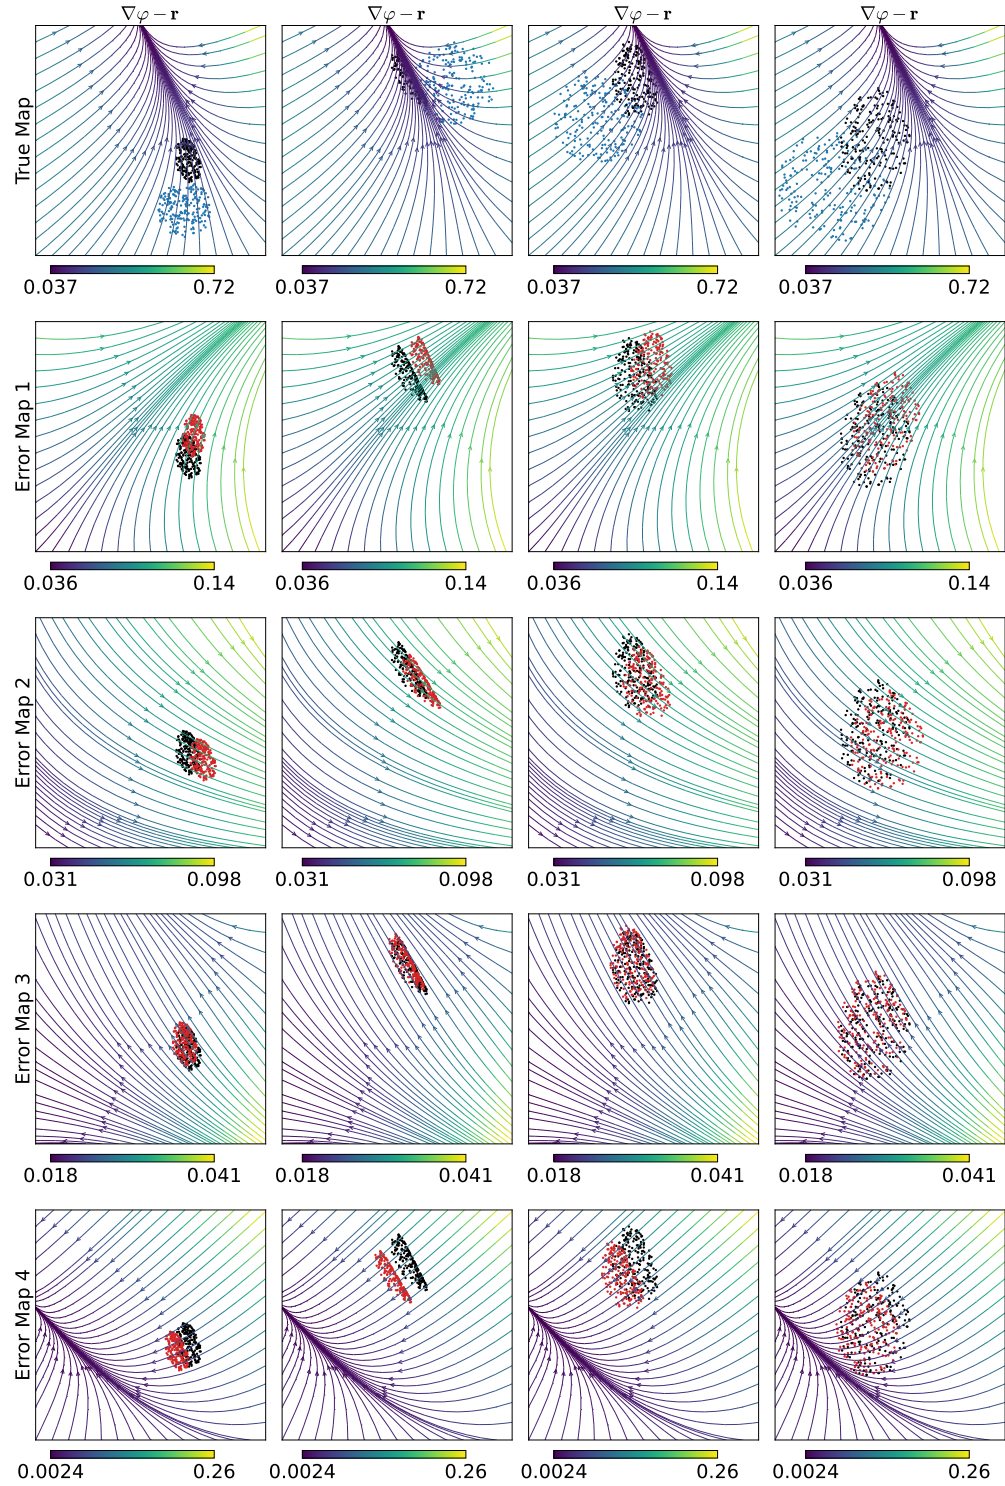 ∇φ − r ∇φ − r ∇φ − r ∇φ − r
True Map
0.037 0.72 0.037 0.72 0.037 0.72 0.037 0.72
Error Map 1
0.036 0.14 0.036 0.14 0.036 0.14 0.036 0.14
Error Map 2
0.031 0.098 0.031 0.098 0.031 0.098 0.031 0.098
Error Map 3
0.018 0.041 0.018 0.041 0.018 0.041 0.018 0.041
Error Map 4
0.0024 0.26 0.0024 0.26 0.0024 0.26 0.0024 0.26